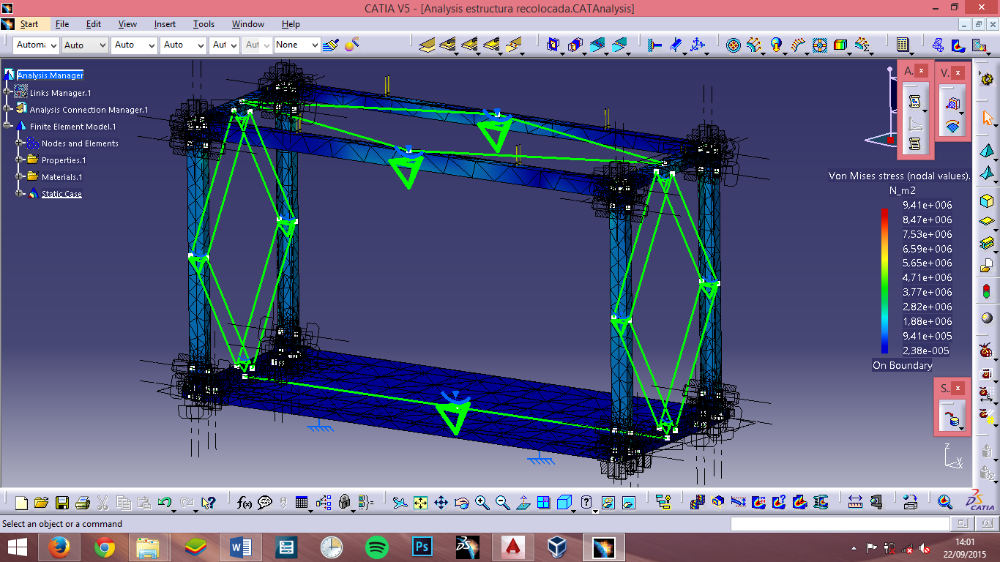 CATIA V5 - [Analysis estructura recolocada.CATAnalysis]
Start File Edit View Insert Tools Window Help
Autom Auto Auto Auto Aut Aut None
A.. V..
Analysis Manager
Links Manager.1
Analysis Connection Manager.1
Finite Element Model.1
Nodes and Elements
Properties.1
Materials.1
Static Case
Von Mises stress (nodal values).
N_m2
9,41e+006
8,47e+006
7,53e+006
6,59e+006
5,65e+006
4,71e+006
3,77e+006
2,82e+006
1,88e+006
9,41e+005
2,38e-005
On Boundary
S..
z
y
x
f(x)
CATIA
Select an object or a command
W Ps
14:01
22/09/2015